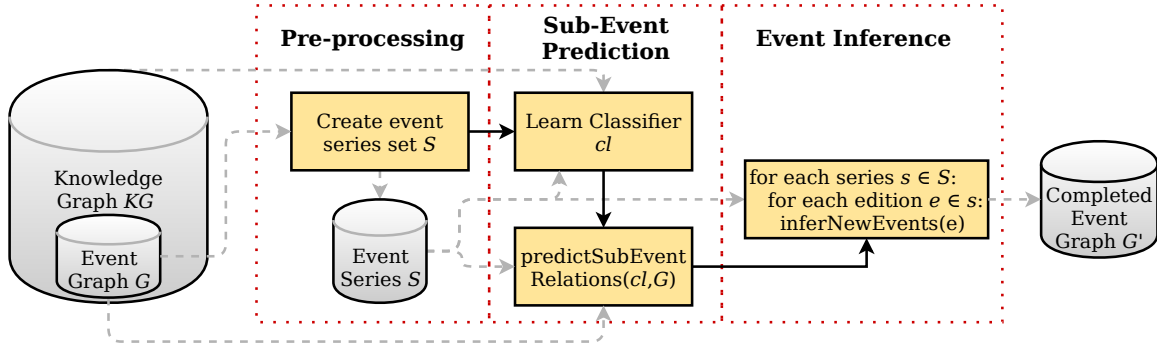 Pre-processing
Sub-Event
Prediction
Event Inference
Knowledge
Graph KG
Event
Graph G
Create event
series set S
Event
Series S
Learn Classifier
cl
predictSubEvent
Relations(cl,G)
for each series s ∈ S:
for each edition e ∈ s:
inferNewEvents(e)
Completed
Event
Graph G'